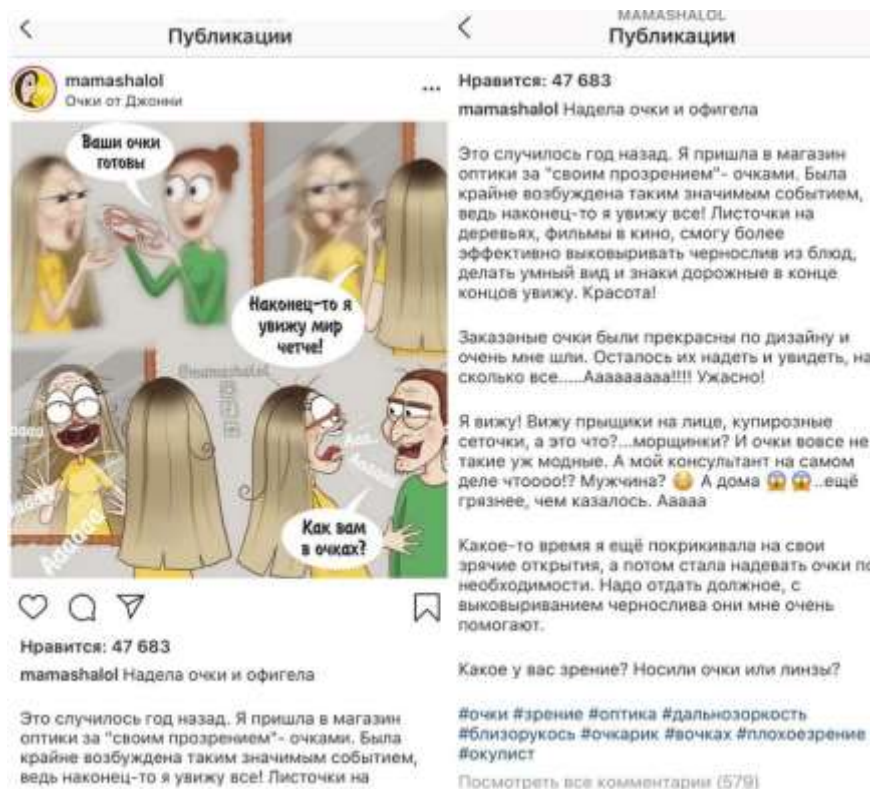 Публикации
mamashalol
Очки от Джонни
Ваши очки
готовы
Наконец-то я
увижу мир
четче!
@mamashalol
аааа
Аааааа
Ааа..
Ааааа
Как вам
в очках?
Нравится: 47 683
mamashalol Надела очки и офигела
Это случилось год назад. Я пришла в магазин
оптики за "своим прозрением"- очками. Была
крайне возбуждена таким значимым событием,
ведь наконец-то я увижу все! Листочки на
MAMASHALOL
Публикации
Нравится: 47 683
mamashalol Надела очки и офигела
Это случилось год назад. Я пришла в магазин
оптики за "своим прозрением"- очками. Была
крайне возбуждена таким значимым событием,
ведь наконец-то я увижу все! Листочки на
деревьях, фильмы в кино, смогу более
эффективно выковыривать чернослив из блюд,
делать умный вид и знаки дорожные в конце
концов увижу. Красота!
Заказаные очки были прекрасны по дизайну и
очень мне шли. Осталось их надеть и увидеть, на
сколько все.....Ааааааааа!!!! Ужасно!
Я вижу! Вижу прыщики на лице, купирозные
сеточки, а это что?...морщинки? И очки вовсе не
такие уж модные. А мой консультант на самом
деле чтоооо!? Мужчина? 😳 А дома 😱 😱..ещё
грязнее, чем казалось. Ааааа
Какое-то время я ещё покрикивала на свои
зрячие открытия, а потом стала надевать очки по
необходимости. Надо отдать должное, с
выковыриванием чернослива они мне очень
помогают.
Какое у вас зрение? Носили очки или линзы?
#очки #зрение #оптика #дальнозоркость
#близорукось #очкарик #вочках #плохоезрение
#окулист
Посмотреть все комментарии (579)